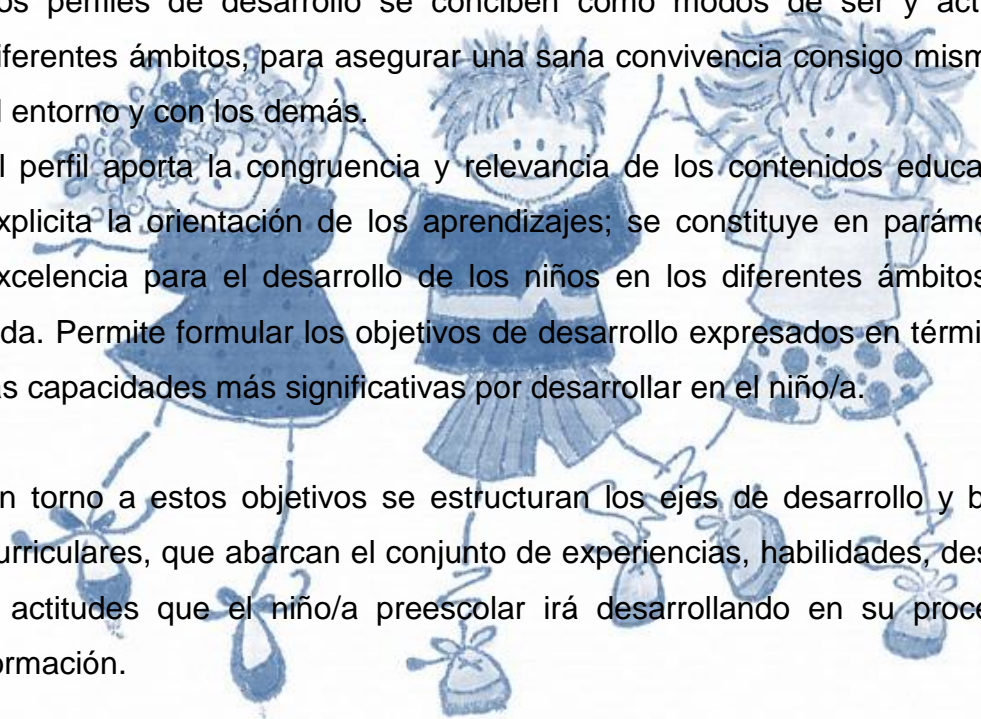 os perfiles de desarrollo se conciben como modos de ser y act
iferentes ámbitos, para asegurar una sana convivencia consigo mism
l entorno y con los demás.
l perfil aporta la congruencia y relevancia de los contenidos educa
xplicita la orientación de los aprendizajes; se constituye en paráme
xcelencia para el desarrollo de los niños en los diferentes ámbitos
da. Permite formular los objetivos de desarrollo expresados en térmi
as capacidades más significativas por desarrollar en el niño/a.
n torno a estos objetivos se estructuran los ejes de desarrollo y b
urriculares, que abarcan el conjunto de experiencias, habilidades, des
actitudes que el niño/a preescolar irá desarrollando en su proce
ormación.